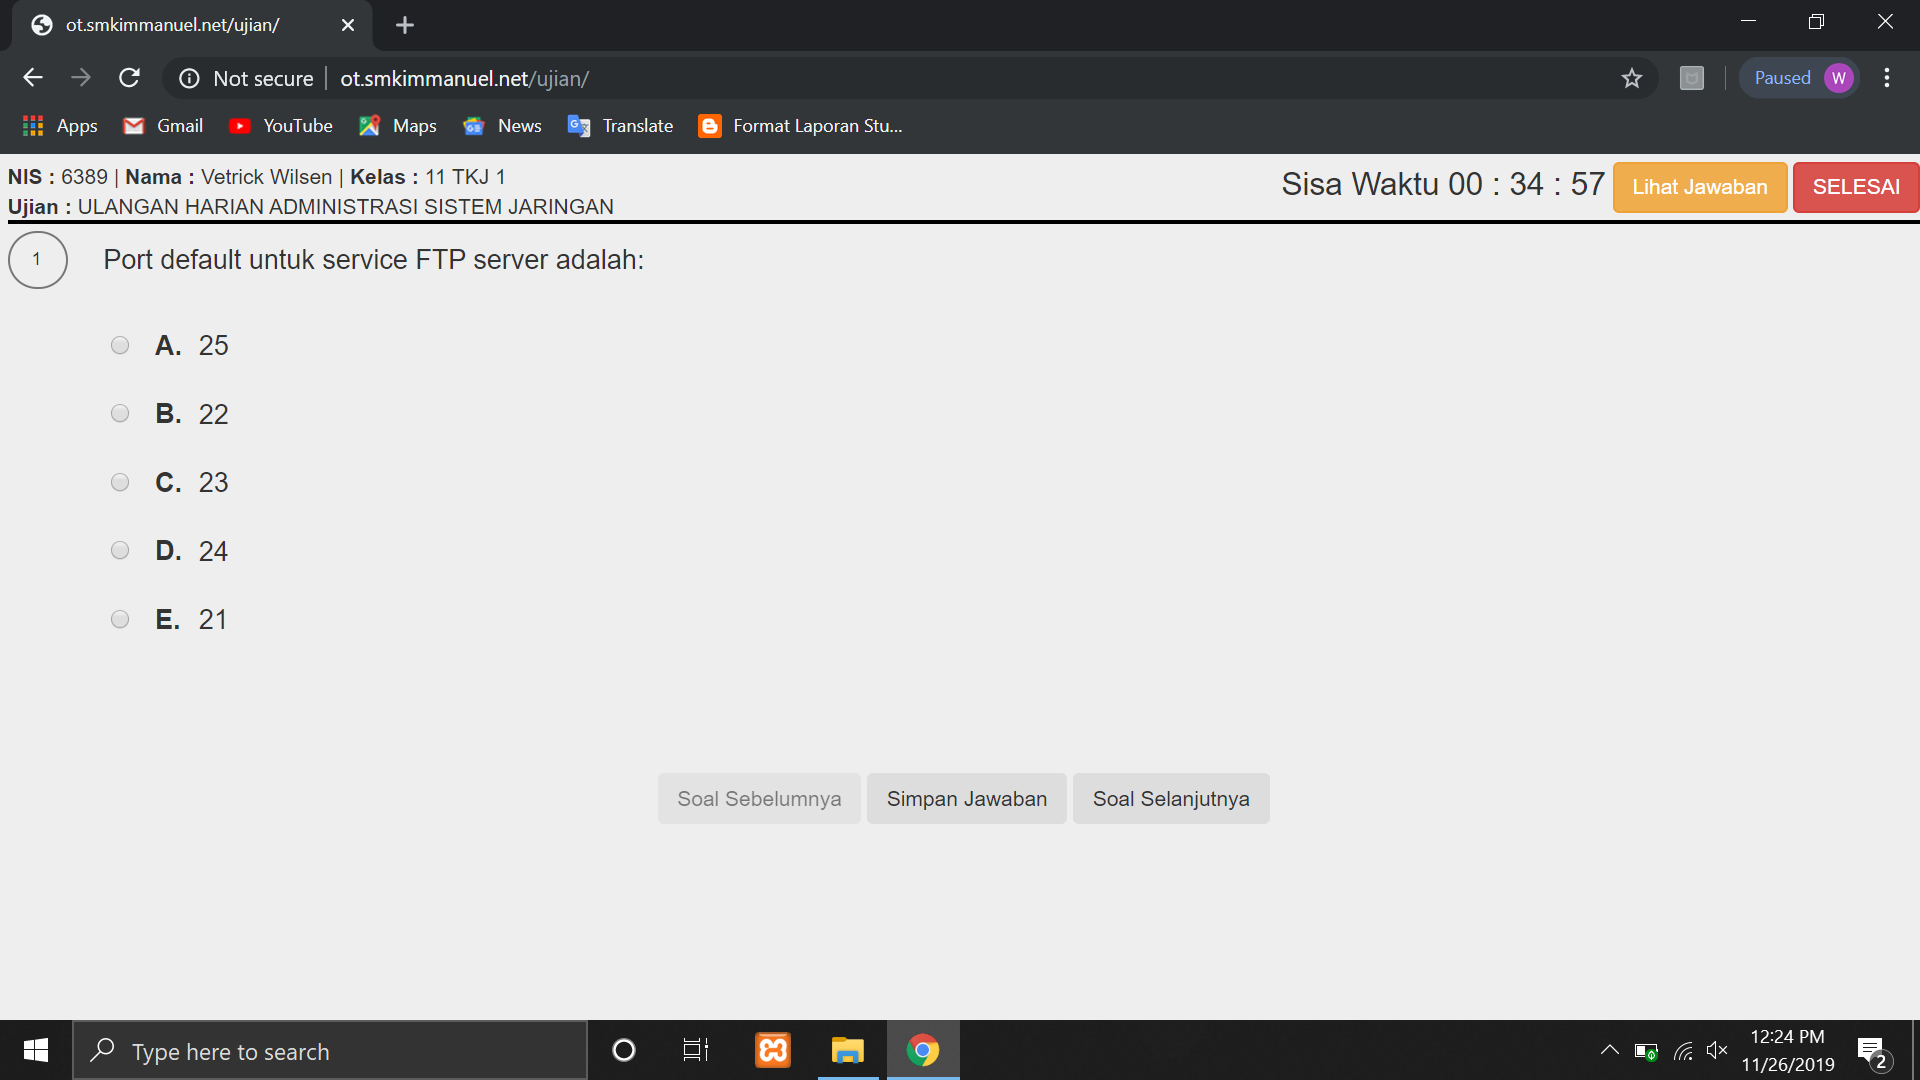 ot.smkimmanuel.net/ujian/
Not secure | ot.smkimmanuel.net/ujian/
Paused W
Apps Gmail YouTube Maps News Translate Format Laporan Stu...
NIS : 6389 | Nama : Vetrick Wilsen | Kelas : 11 TKJ 1
Ujian : ULANGAN HARIAN ADMINISTRASI SISTEM JARINGAN
Sisa Waktu 00 : 34 : 57 Lihat Jawaban SELESAI
1 Port default untuk service FTP server adalah:
A. 25
B. 22
C. 23
D. 24
E. 21
Soal Sebelumnya Simpan Jawaban Soal Selanjutnya
Type here to search
12:24 PM
11/26/2019
2